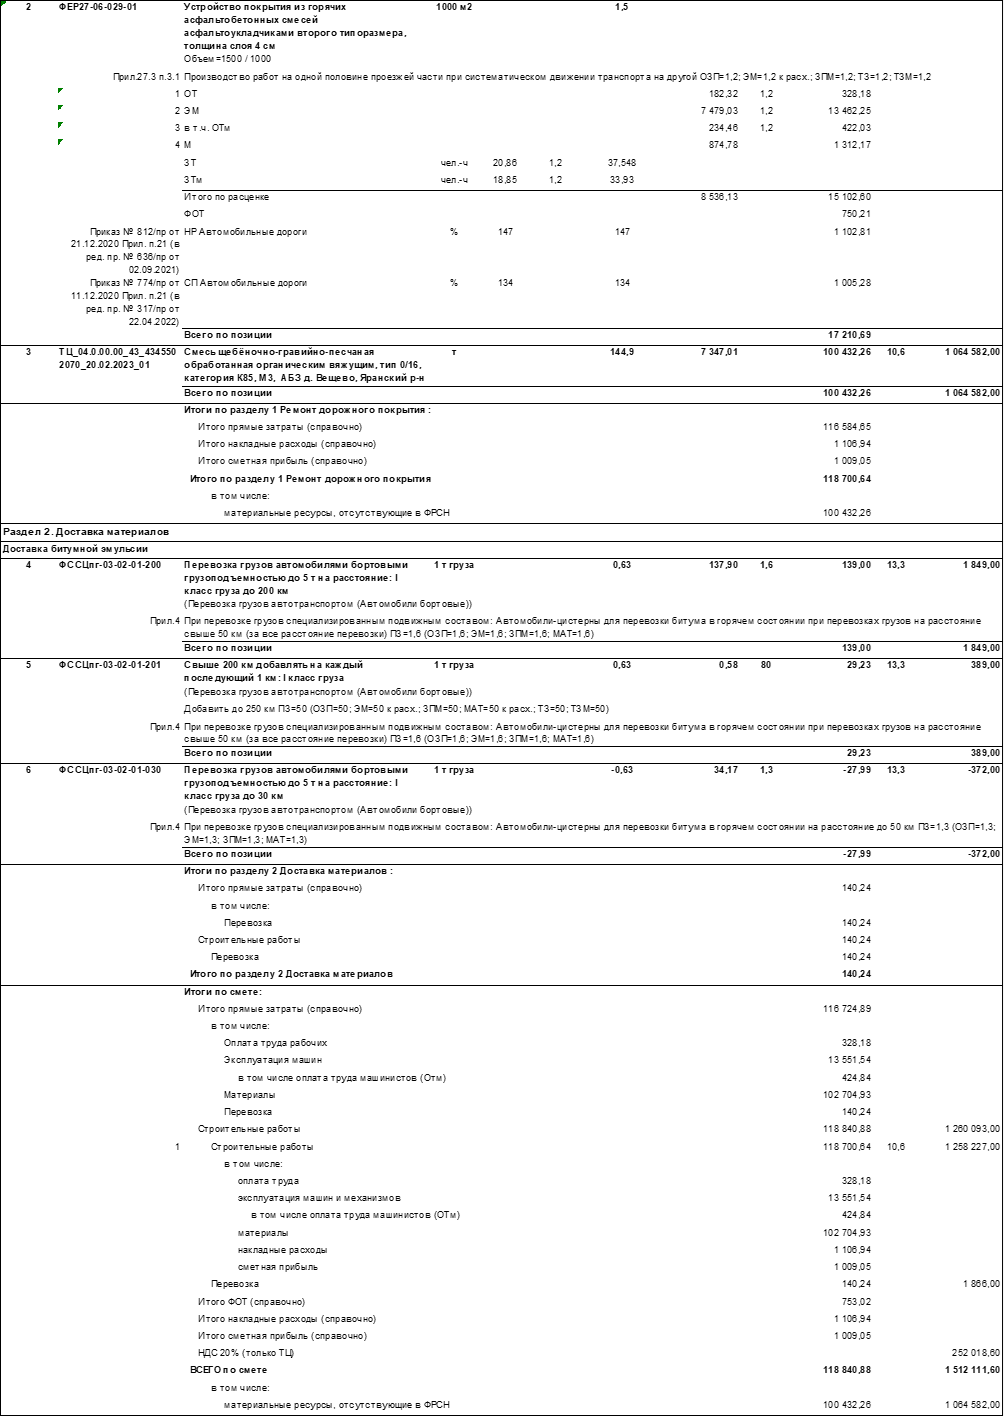 2 ФЕР27-06-029-01 Устройство покрытия из горячих 1000 м2 1,5
асфальтобетонных смесей
асфальтоукладчиками второго типоразмера,
толщина слоя 4 см
Объем=1500 / 1000
Прил.27.3 п.3.1 Производство работ на одной половине проезжей части при систематическом движении транспорта на другой ОЗП=1,2; ЭМ=1,2 к расх.; ЗПМ=1,2; ТЗ=1,2; ТЗМ=1,2
1 ОТ 182,32 1,2 328,18
2 ЭМ 7 479,03 1,2 13 462,25
3 в т.ч. ОТм 234,46 1,2 422,03
4 М 874,78 1 312,17
ЗТ чел.-ч 20,86 1,2 37,548
ЗТм чел.-ч 18,85 1,2 33,93
Итого по расценке 8 536,13 15 102,60
ФОТ 750,21
Приказ № 812/пр от НР Автомобильные дороги % 147 147 1 102,81
21.12.2020 Прил. п.21 (в
ред. пр. № 636/пр от
02.09.2021)
Приказ № 774/пр от СП Автомобильные дороги % 134 134 1 005,28
11.12.2020 Прил. п.21 (в
ред. пр. № 317/пр от
22.04.2022)
Всего по позиции 17 210,69
3 ТЦ_04.0.00.00_43_434550 Смесь щебёночно-гравийно-песчаная т 144,9 7 347,01 100 432,26 10,6 1 064 582,00
2070_20.02.2023_01 обработанная органическим вяжущим, тип 0/16,
категория К85, М3, АБЗ д. Вещево, Яранский р-н
Всего по позиции 100 432,26 1 064 582,00
Итоги по разделу 1 Ремонт дорожного покрытия :
Итого прямые затраты (справочно) 116 584,65
Итого накладные расходы (справочно) 1 106,94
Итого сметная прибыль (справочно) 1 009,05
Итого по разделу 1 Ремонт дорожного покрытия 118 700,64
в том числе:
материальные ресурсы, отсутствующие в ФРСН 100 432,26
Раздел 2. Доставка материалов
Доставка битумной эмульсии
4 ФССЦпг-03-02-01-200 Перевозка грузов автомобилями бортовыми 1 т груза 0,63 137,90 1,6 139,00 13,3 1 849,00
грузоподъемностью до 5 т на расстояние: I
класс груза до 200 км
(Перевозка грузов автотранспортом (Автомобили бортовые))
Прил.4 При перевозке грузов специализированным подвижным составом: Автомобили-цистерны для перевозки битума в горячем состоянии при перевозках грузов на расстояние
свыше 50 км (за все расстояние перевозки) ПЗ=1,6 (ОЗП=1,6; ЭМ=1,6; ЗПМ=1,6; МАТ=1,6)
Всего по позиции 139,00 1 849,00
5 ФССЦпг-03-02-01-201 Свыше 200 км добавлять на каждый 1 т груза 0,63 0,58 80 29,23 13,3 389,00
последующий 1 км: I класс груза
(Перевозка грузов автотранспортом (Автомобили бортовые))
Добавить до 250 км ПЗ=50 (ОЗП=50; ЭМ=50 к расх.; ЗПМ=50; МАТ=50 к расх.; ТЗ=50; ТЗМ=50)
Прил.4 При перевозке грузов специализированным подвижным составом: Автомобили-цистерны для перевозки битума в горячем состоянии при перевозках грузов на расстояние
свыше 50 км (за все расстояние перевозки) ПЗ=1,6 (ОЗП=1,6; ЭМ=1,6; ЗПМ=1,6; МАТ=1,6)
Всего по позиции 29,23 389,00
6 ФССЦпг-03-02-01-030 Перевозка грузов автомобилями бортовыми 1 т груза -0,63 34,17 1,3 -27,99 13,3 -372,00
грузоподъемностью до 5 т на расстояние: I
класс груза до 30 км
(Перевозка грузов автотранспортом (Автомобили бортовые))
Прил.4 При перевозке грузов специализированным подвижным составом: Автомобили-цистерны для перевозки битума в горячем состоянии на расстояние до 50 км ПЗ=1,3 (ОЗП=1,3;
ЭМ=1,3; ЗПМ=1,3; МАТ=1,3)
Всего по позиции -27,99 -372,00
Итоги по разделу 2 Доставка материалов :
Итого прямые затраты (справочно) 140,24
в том числе:
Перевозка 140,24
Строительные работы 140,24
Перевозка 140,24
Итого по разделу 2 Доставка материалов 140,24
Итоги по смете:
Итого прямые затраты (справочно) 116 724,89
в том числе:
Оплата труда рабочих 328,18
Эксплуатация машин 13 551,54
в том числе оплата труда машинистов (Отм) 424,84
Материалы 102 704,93
Перевозка 140,24
Строительные работы 118 840,88 1 260 093,00
1 Строительные работы 118 700,64 10,6 1 258 227,00
в том числе:
оплата труда 328,18
эксплуатация машин и механизмов 13 551,54
в том числе оплата труда машинистов (ОТм) 424,84
материалы 102 704,93
накладные расходы 1 106,94
сметная прибыль 1 009,05
Перевозка 140,24 1 866,00
Итого ФОТ (справочно) 753,02
Итого накладные расходы (справочно) 1 106,94
Итого сметная прибыль (справочно) 1 009,05
НДС 20% (только ТЦ) 252 018,60
ВСЕГО по смете 118 840,88 1 512 111,60
в том числе:
материальные ресурсы, отсутствующие в ФРСН 100 432,26 1 064 582,00